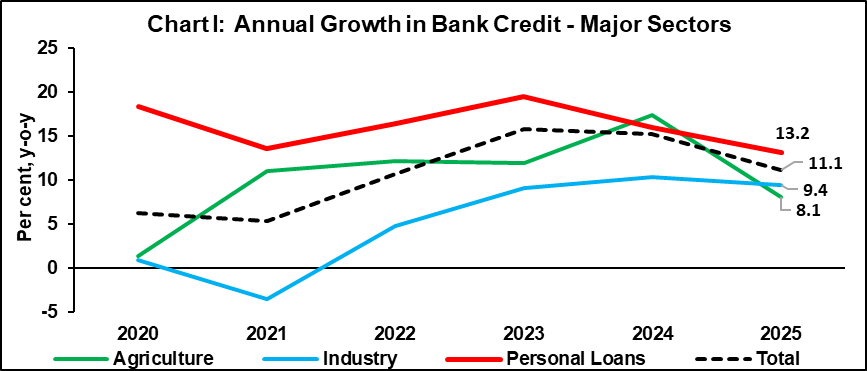 Chart I: Annual Growth in Bank Credit - Major Sectors
Per cent, y-o-y
25
20
15
10
5
0
-5
13.2
11.1
9.4
8.1
2020 2021 2022 2023 2024 2025
Agriculture Industry Personal Loans Total